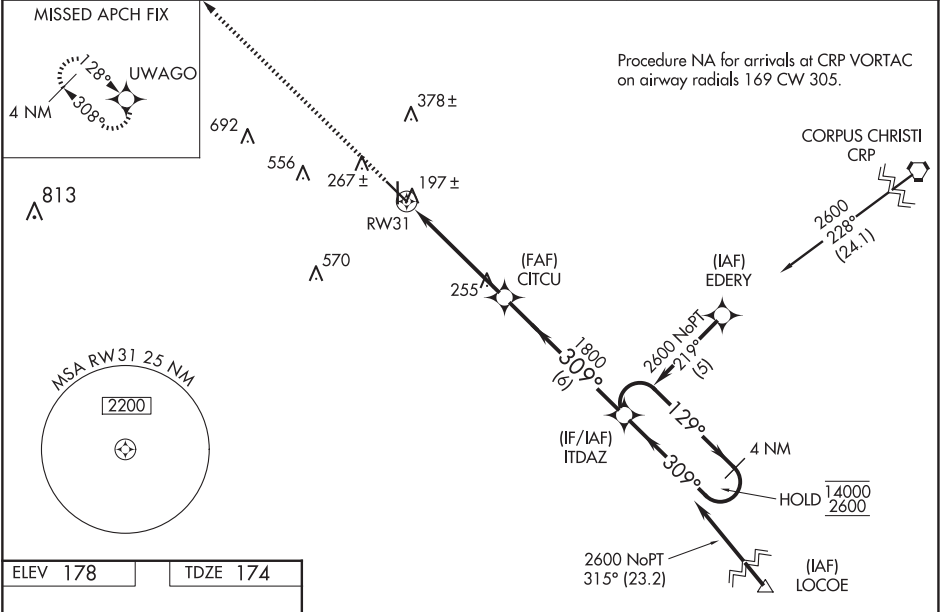 MISSED APCH FIX
128°
UWAGO
308°
4 NM
Procedure NA for arrivals at CRP VORTAC
on airway radials 169 CW 305.
378±
692
556
267±
197±
813
RW31
570
CORPUS CHRISTI
CRP
2600
228°
(24.1)
(FAF)
CITCU
255
(IAF)
EDERY
2600 NoPT
219°
(5)
1800
309°
(6)
MSA RW31 25 NM
2200
(IF/IAF)
ITDAZ
129°
309°
4 NM
HOLD 14000
2600
2600 NoPT
315° (23.2)
(IAF)
LOCOE
ELEV 178
TDZE 174